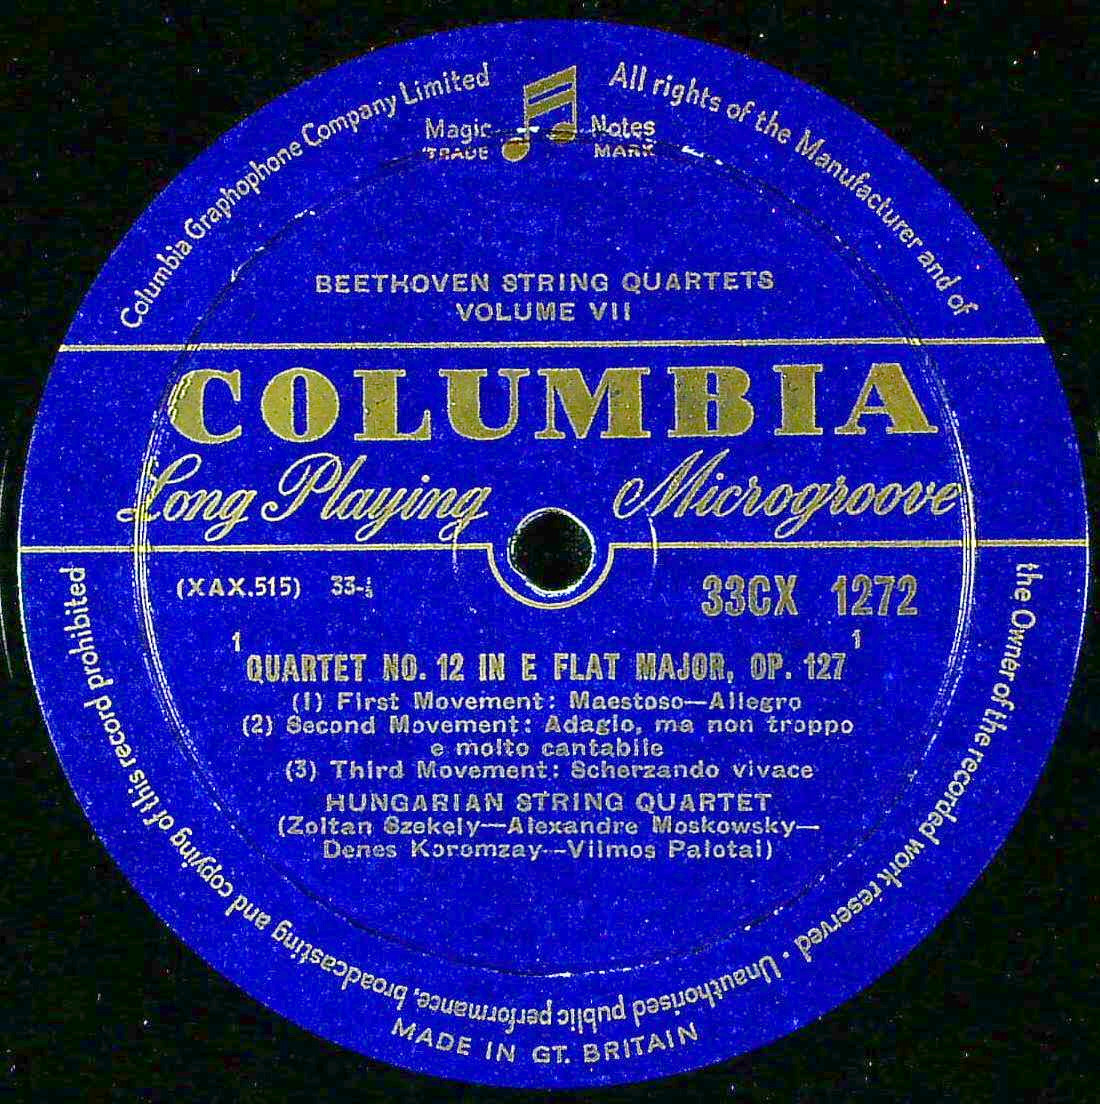 Columbia Graphophone Company Limited
Magic Notes
TRADE MARK
All rights of the Manufacturer and of
the Owner of the recorded work reserved · Unauthorised public performance, broadcasting and copying of this record prohibited
BEETHOVEN STRING QUARTETS
VOLUME VII
COLUMBIA
Long Playing Microgroove
(XAX.515) 33-⅓
33CX 1272
1 1
QUARTET NO. 12 IN E FLAT MAJOR, OP. 127
(1) First Movement: Maestoso—Allegro
(2) Second Movement: Adagio, ma non troppo
e molto cantabile
(3) Third Movement: Scherzando vivace
HUNGARIAN STRING QUARTET
(Zoltan Szekely—Alexandre Moskowsky—
Denes Koromzay—Vilmos Palotai)
MADE IN GT. BRITAIN